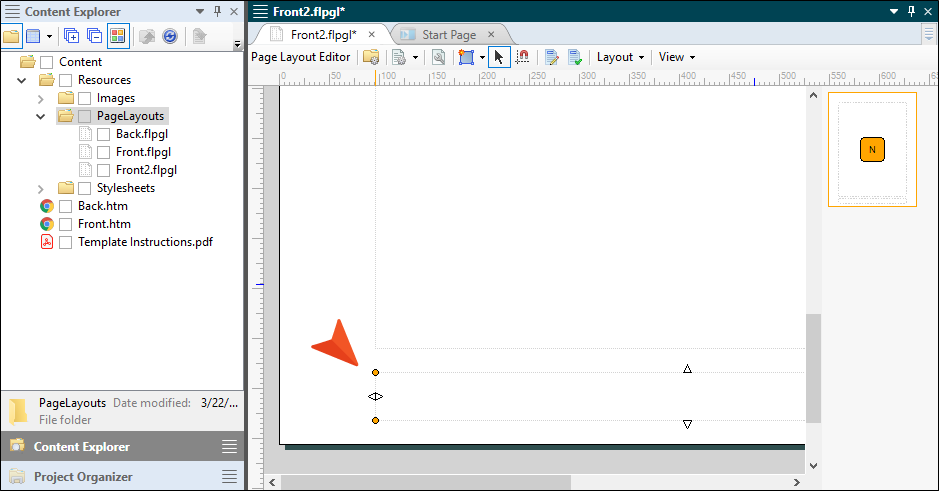 Content Explorer
Content
Resources
Images
PageLayouts
Back.flpgl
Front.flpgl
Front2.flpgl
Stylesheets
Back.htm
Front.htm
Template Instructions.pdf
PageLayouts Date modified: 3/22/...
File folder
Content Explorer
Project Organizer
Front2.flpgl*
Front2.flpgl* Start Page
Page Layout Editor Layout View
0 50 100 150 200 250 300 350 400 450 500 550 600
N